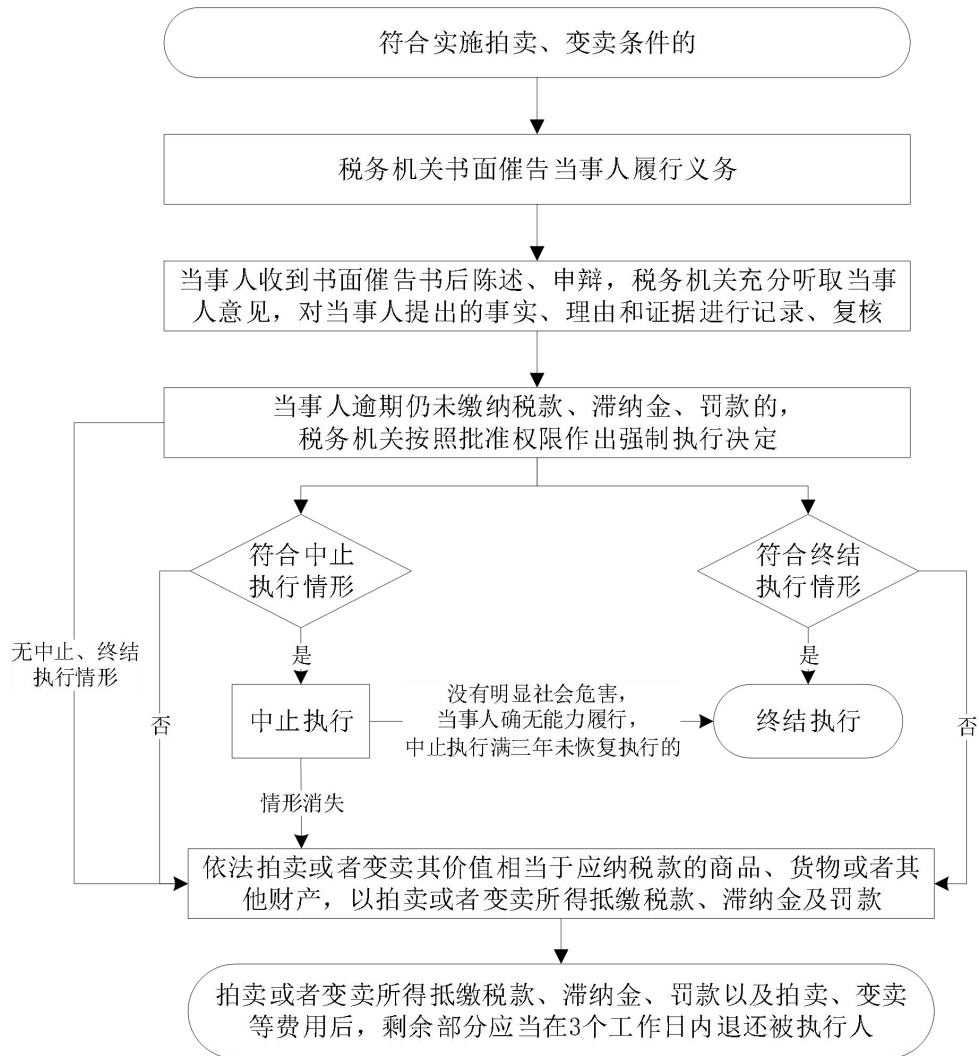 符合实施拍卖、变卖条件的
税务机关书面催告当事人履行义务
当事人收到书面催告书后陈述、申辩，税务机关充分听取当事
人意见，对当事人提出的事实、理由和证据进行记录、复核
当事人逾期仍未缴纳税款、滞纳金、罚款的，
税务机关按照批准权限作出强制执行决定
符合中止
执行情形
符合终结
执行情形
无中止、终结
执行情形
是
是
否
中止执行
没有明显社会危害，
当事人确无能力履行，
中止执行满三年未恢复执行的
终结执行
否
情形消失
依法拍卖或者变卖其价值相当于应纳税款的商品、货物或者其
他财产，以拍卖或者变卖所得抵缴税款、滞纳金及罚款
拍卖或者变卖所得抵缴税款、滞纳金、罚款以及拍卖、变卖
等费用后，剩余部分应当在3个工作日内退还被执行人